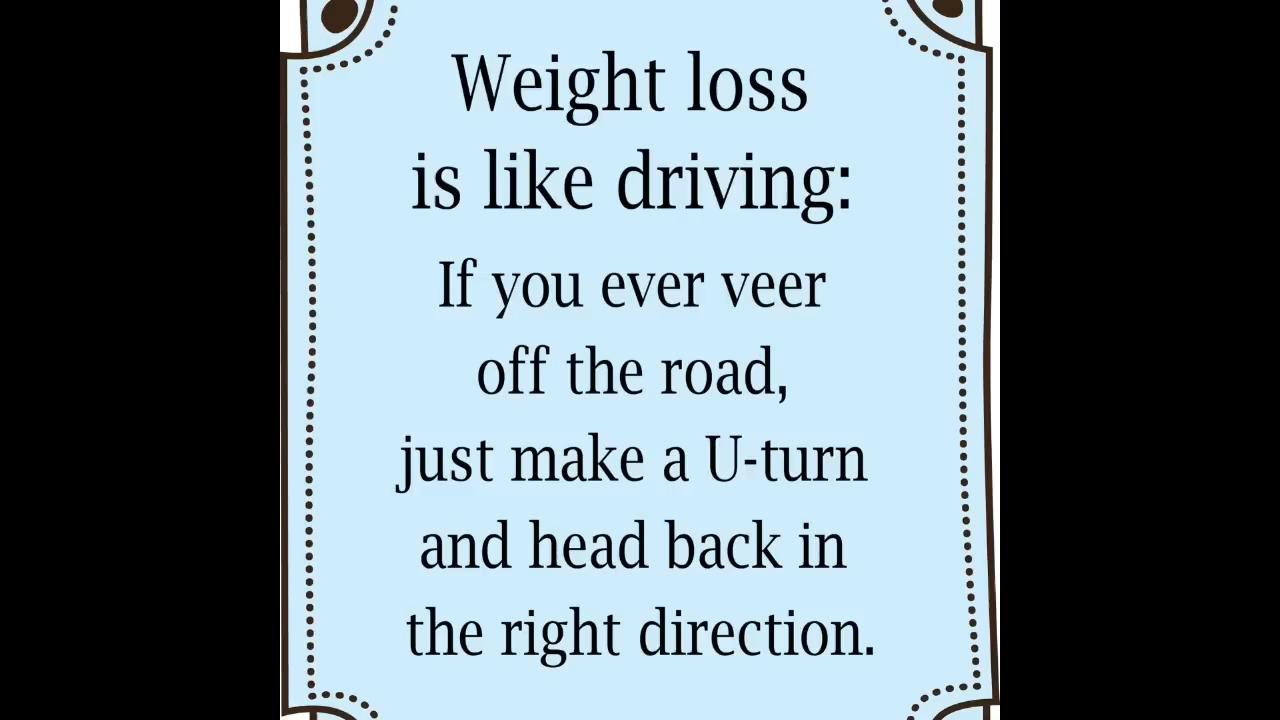 Weight loss
is like driving:
If you ever veer
off the road,
just make a U-turn
and head back in
the right direction.